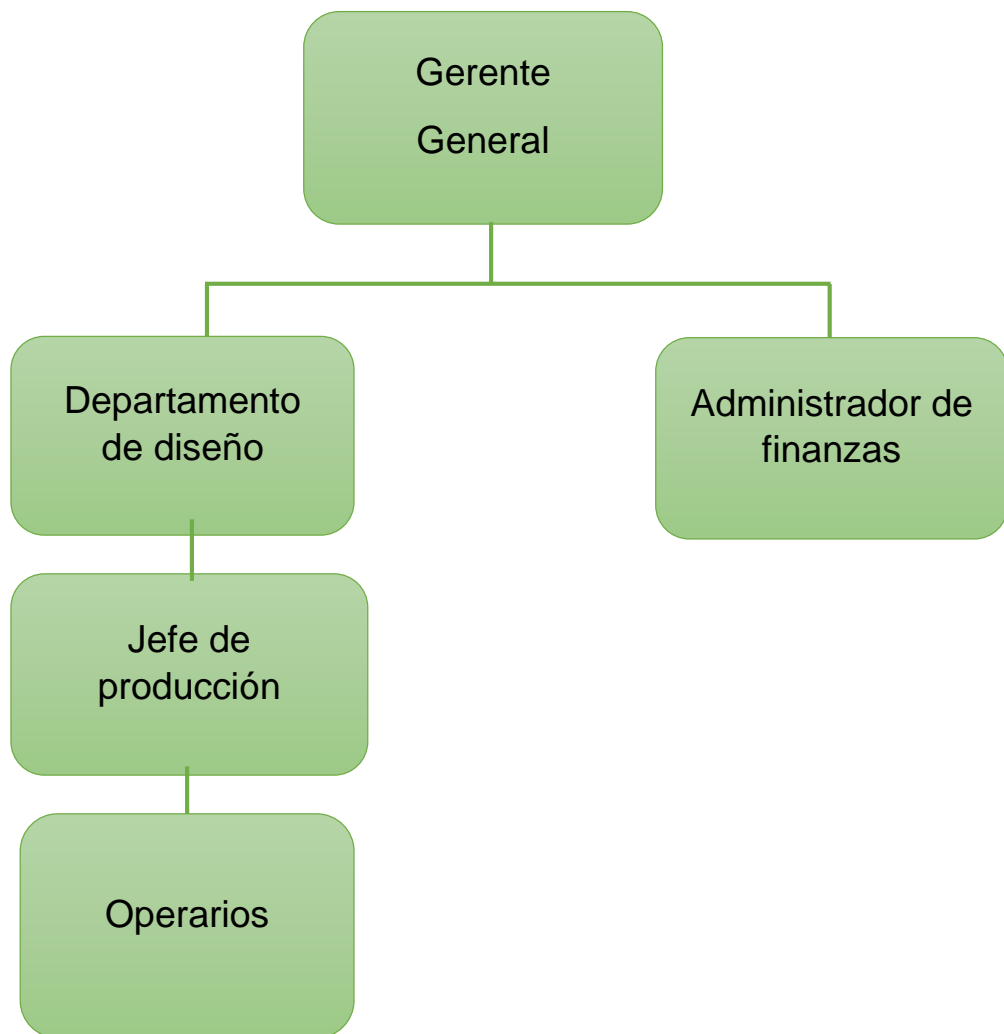 Gerente
General
Departamento
de diseño
Administrador de
finanzas
Jefe de
producción
Operarios